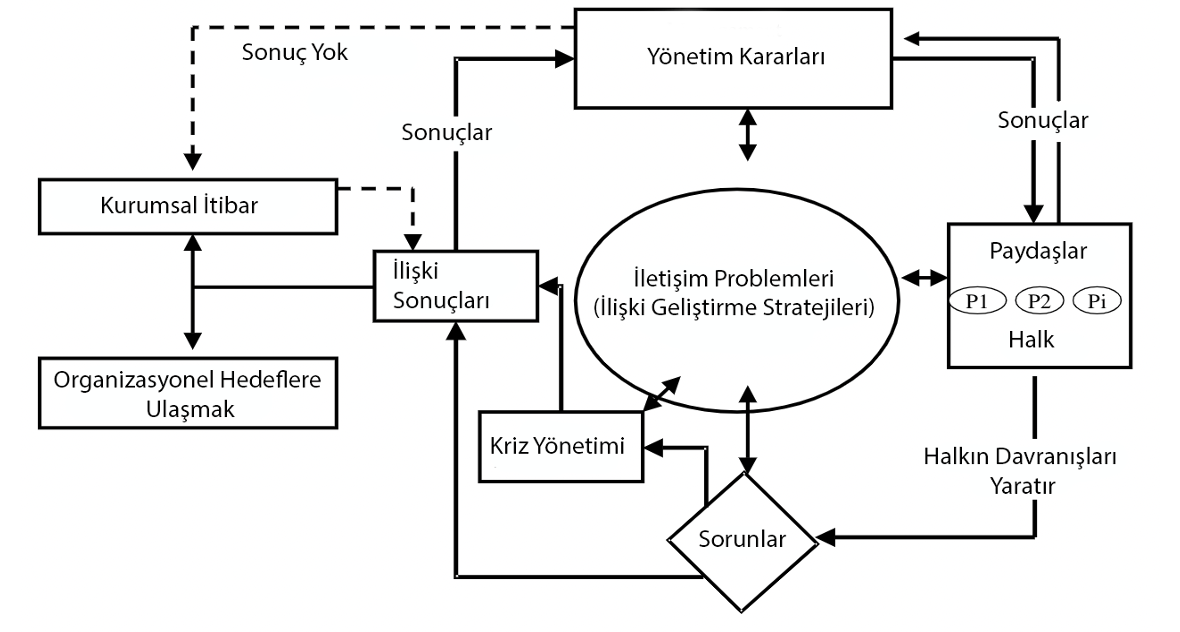 Sonuç Yok
Yönetim Kararları
Sonuçlar
Sonuçlar
Kurumsal İtibar
İlişki
Sonuçları
İletişim Problemleri
(İlişki Geliştirme Stratejileri)
Paydaşlar
P1 P2 Pi
Halk
Organizasyonel Hedeflere
Ulaşmak
Kriz Yönetimi
Halkın Davranışları
Yaratır
Sorunlar